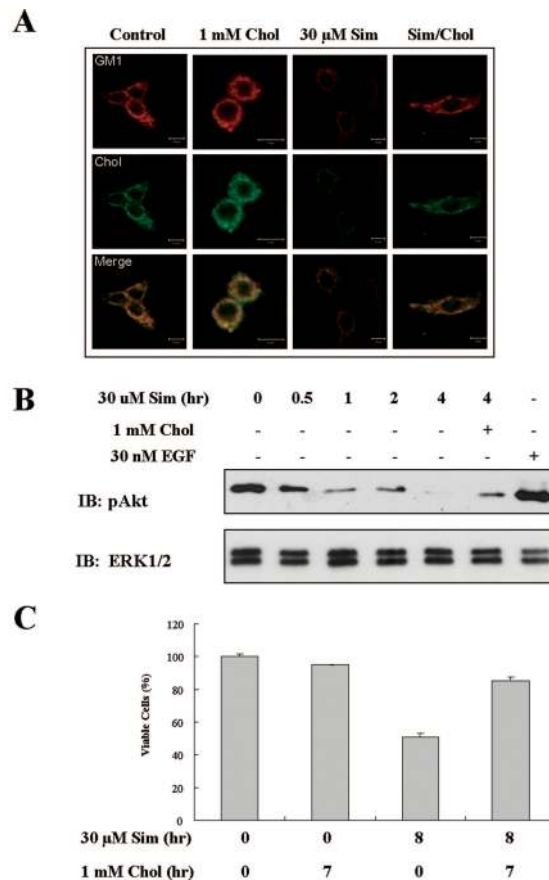 A
Control 1 mM Chol 30 µM Sim Sim/Chol
GM1
Chol
Merge
B
30 uM Sim (hr) 0 0.5 1 2 4 4 -
1 mM Chol - - - - - + -
30 nM EGF - - - - - - +
IB: pAkt
IB: ERK1/2
C
120
100
80
60
40
20
0
Viable Cells (%)
30 µM Sim (hr) 0 0 8 8
1 mM Chol (hr) 0 7 0 7